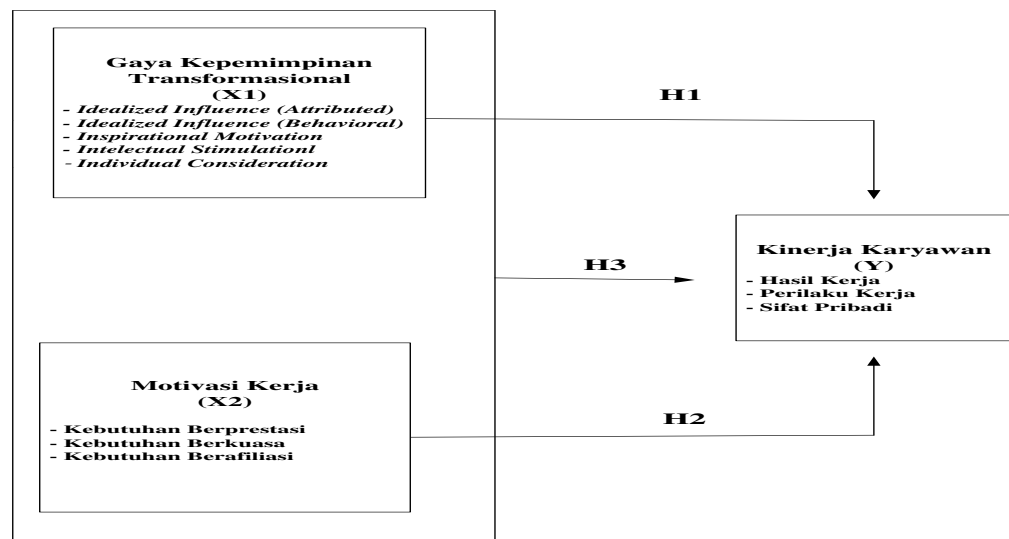 Gaya Kepemimpinan
Transformasional
(X1)
- Idealized Influence (Attributed)
- Idealized Influence (Behavioral)
- Inspirational Motivation
- Intelectual Stimulationl
- Individual Consideration
H1
Kinerja Karyawan
(Y)
- Hasil Kerja
- Perilaku Kerja
- Sifat Pribadi
H3
Motivasi Kerja
(X2)
- Kebutuhan Berprestasi
- Kebutuhan Berkuasa
- Kebutuhan Berafiliasi
H2